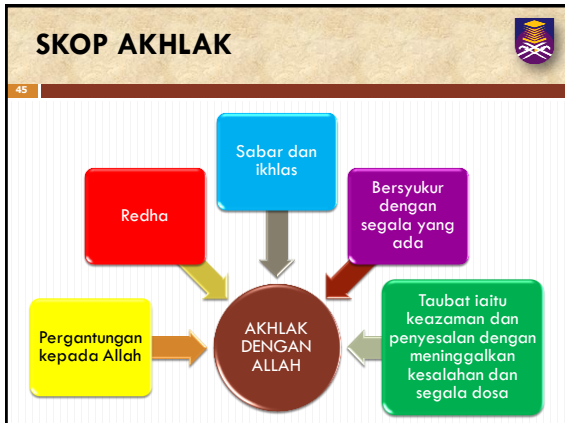 SKOP AKHLAK
45
Sabar dan
ikhlas
Redha
Bersyukur
dengan
segala yang
ada
Pergantungan
kepada Allah
AKHLAK
DENGAN
ALLAH
Taubat iaitu
keazaman dan
penyesalan dengan
meninggalkan
kesalahan dan
segala dosa